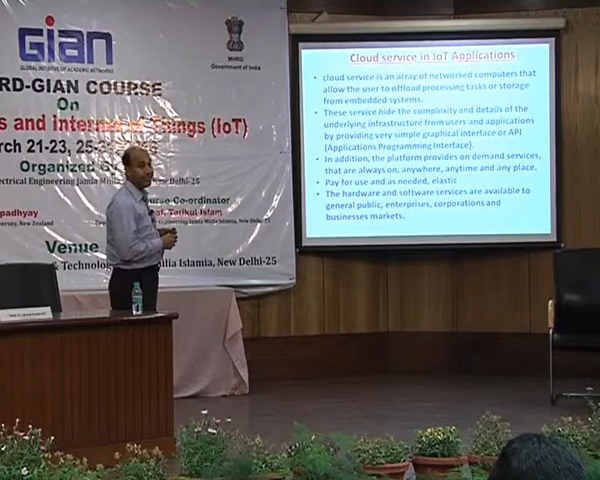 gian
GLOBAL INITIATIVE OF ACADEMIC NETWORKS
MHRD
Government of India
RD-GIAN COURSE
On
s and Internet of Things (IoT)
arch 21-23, 25-
Organized
lectrical Engineering Jamia New Delhi-25
ourse Co-ordinator
padhyay
Tarikul Islam
versity, New Zealand
Venue
& Technology
Islamia, New Delhi-25
Cloud service in IoT Applications
• cloud service is an array of networked computers that
allow the user to offload processing tasks or storage
from embedded systems.
• These service hide the complexity and details of the
underlying infrastructure from users and applications
by providing very simple graphical interface or API
(Applications Programming Interface).
• In addition, the platform provides on demand services,
that are always on, anywhere, anytime and any place.
• Pay for use and as needed, elastic
• The hardware and software services are available to
general public, enterprises, corporations and
businesses markets.